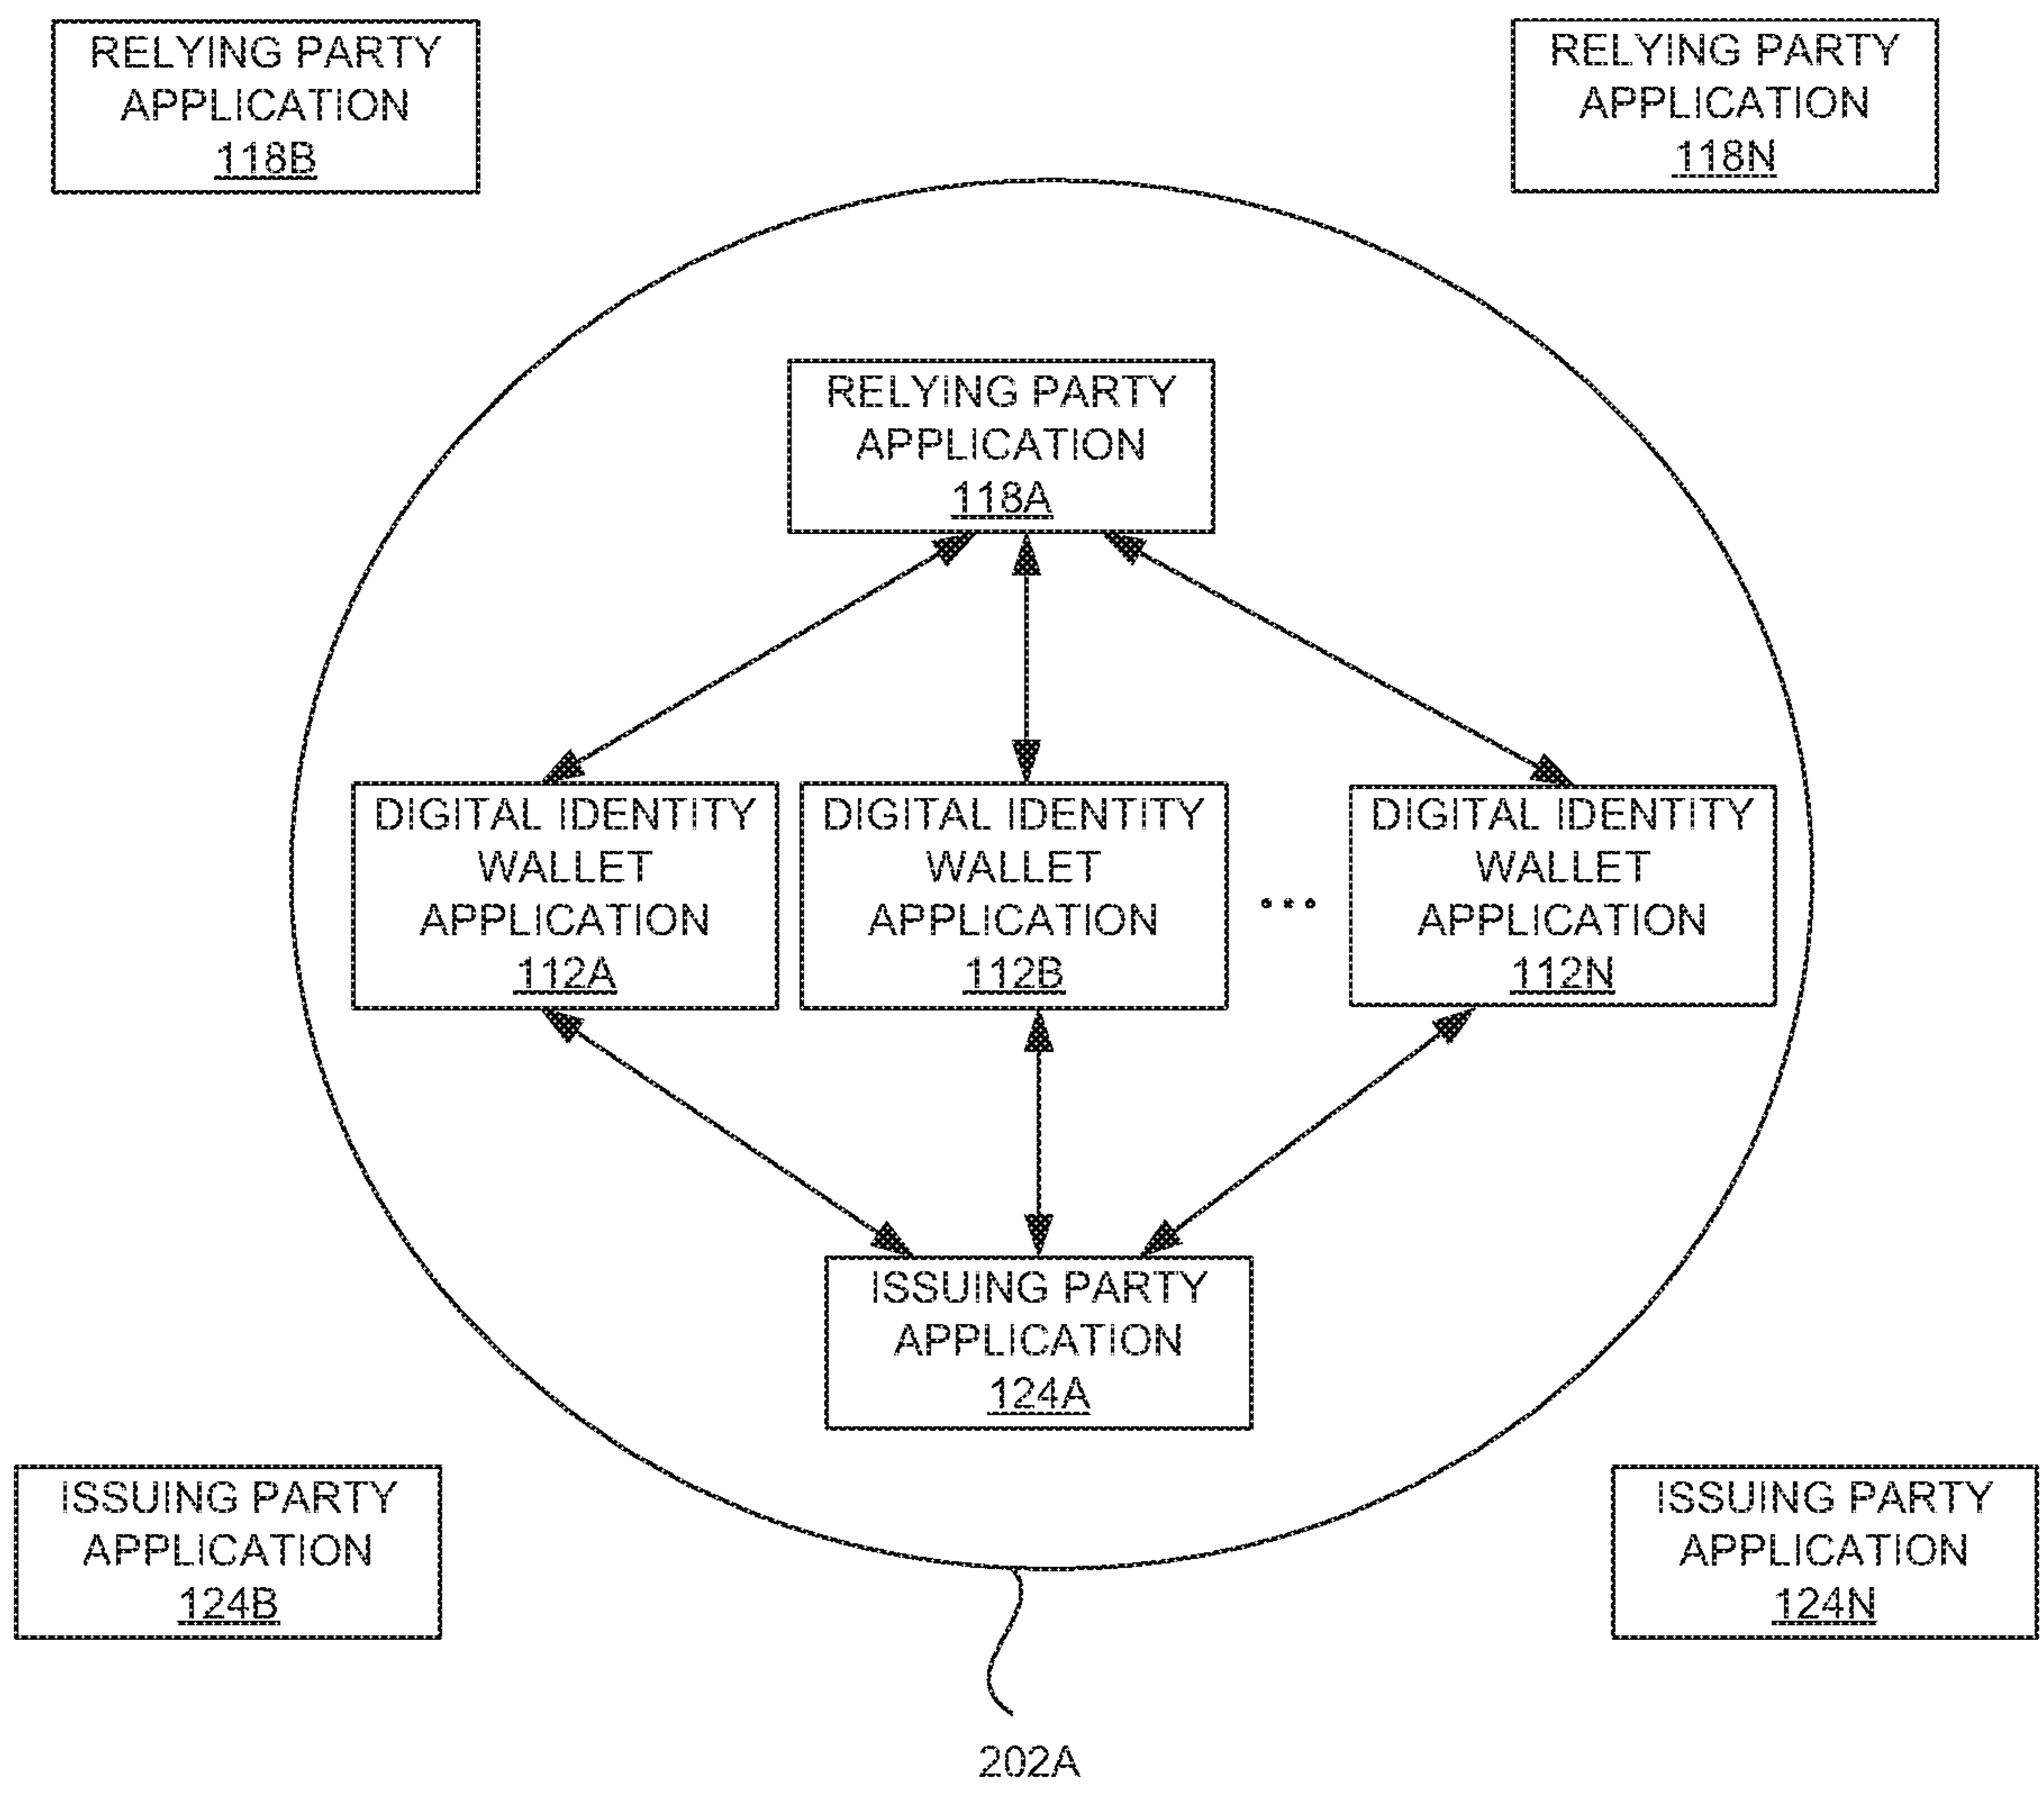 RELYING PARTY
APPLICATION
118B
RELYING PARTY
APPLICATION
118N
RELYING PARTY
APPLICATION
118A
DIGITAL IDENTITY
WALLET
APPLICATION
112A
DIGITAL IDENTITY
WALLET
APPLICATION
112B
...
DIGITAL IDENTITY
WALLET
APPLICATION
112N
ISSUING PARTY
APPLICATION
124A
ISSUING PARTY
APPLICATION
124B
ISSUING PARTY
APPLICATION
124N
202A